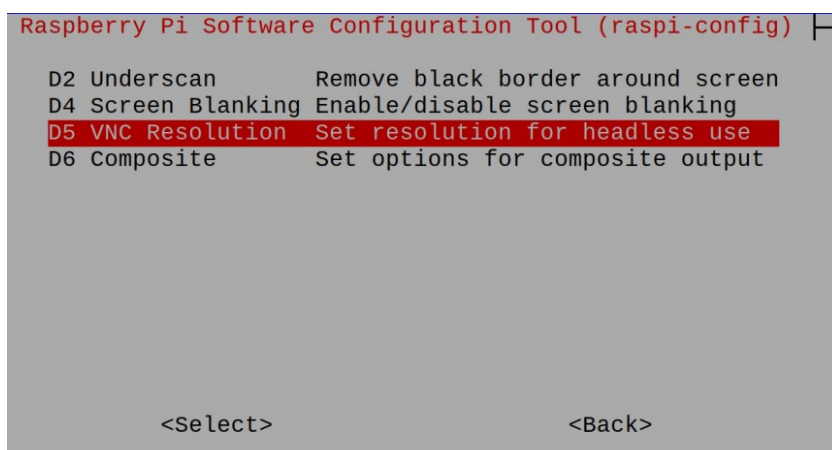 Raspberry Pi Software Configuration Tool (raspi-config)
D2 Underscan Remove black border around screen
D4 Screen Blanking Enable/disable screen blanking
D5 VNC Resolution Set resolution for headless use
D6 Composite Set options for composite output
<Select> <Back>